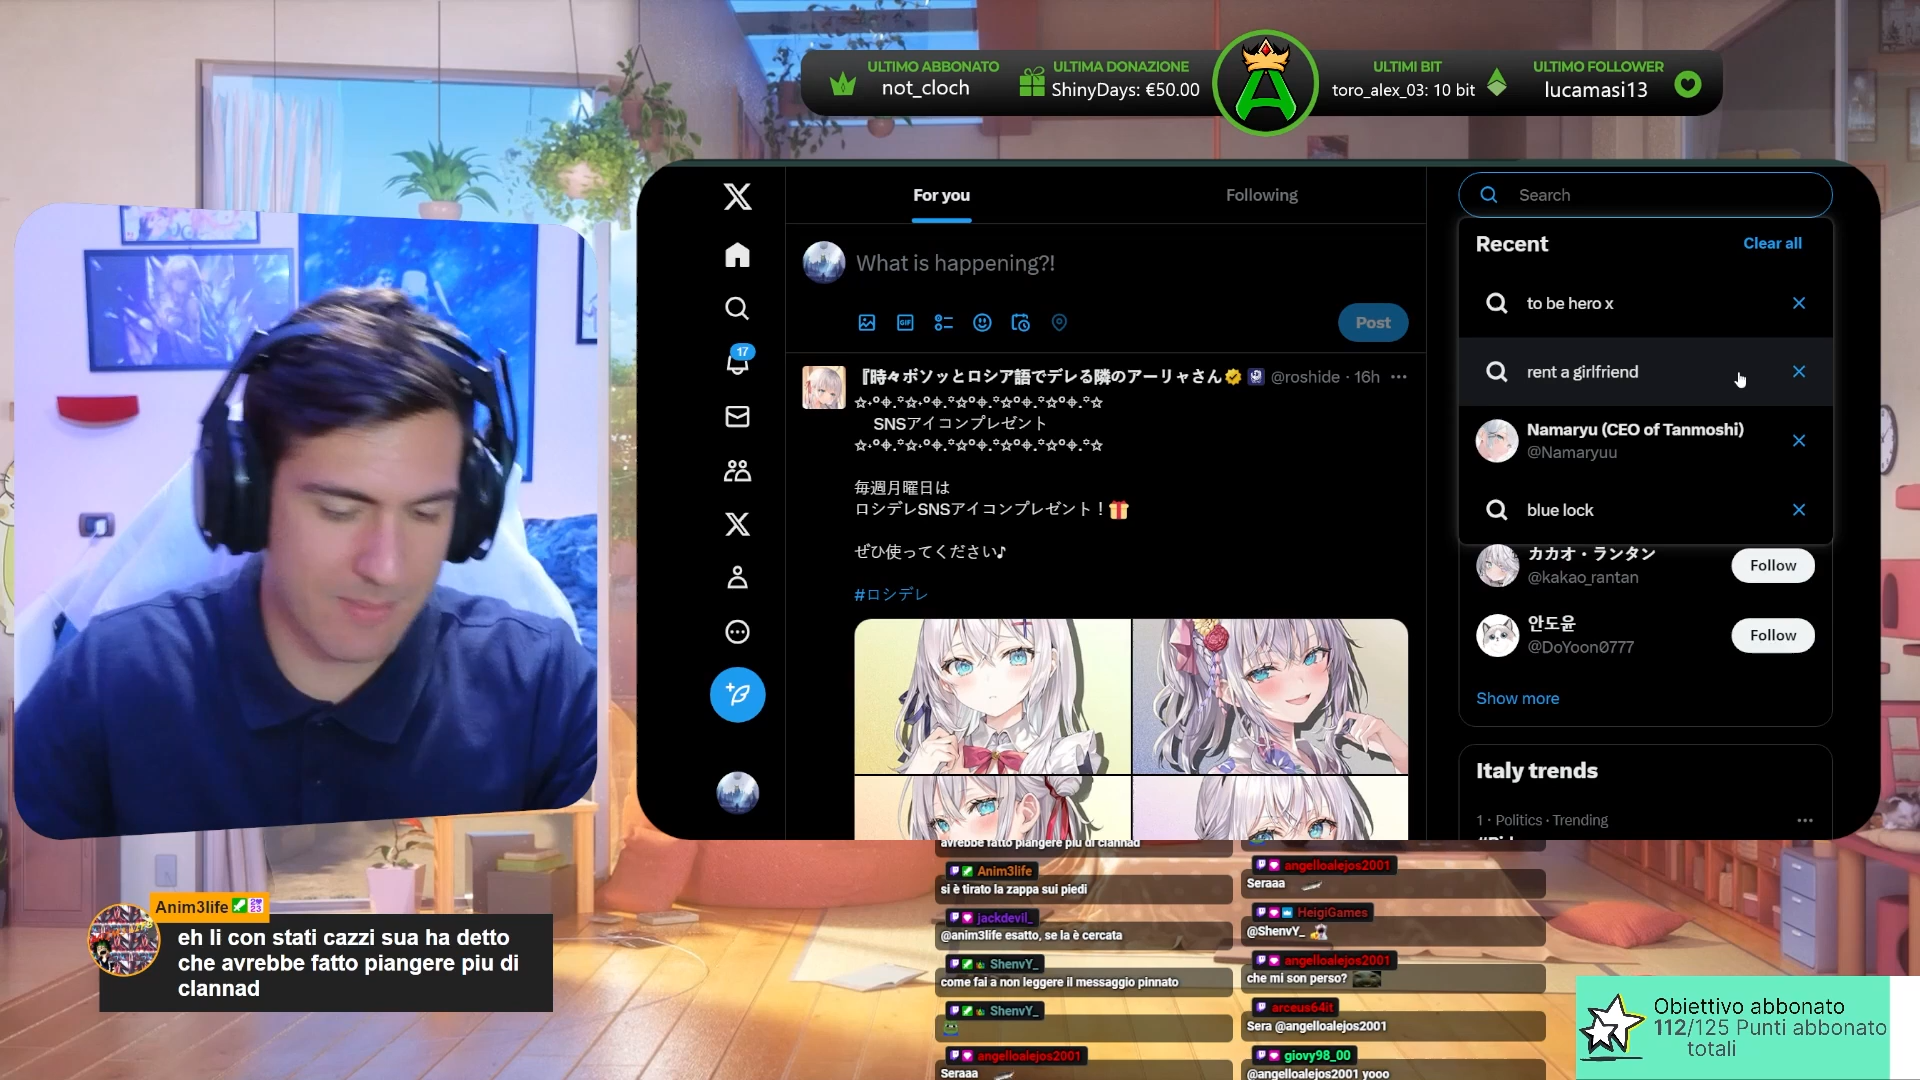 ULTIMO ABBONATO
not_cloch
ULTIMA DONAZIONE
ShinyDays: €50.00
ULTIMI BIT
toro_alex_03: 10 bit
ULTIMO FOLLOWER
lucamasi13
For you
Following
What is happening?!
GIF
Post
17
『時々ボソッとロシア語でデレる隣のアーリャさん @roshide · 16h
SNSアイコンプレゼント
毎週月曜日は
ロシデレSNSアイコンプレゼント！🎁
ぜひ使ってください♪
#ロシデレ
Search
Recent
Clear all
to be hero x
rent a girlfriend
Namaryu (CEO of Tanmoshi)
@Namaryuu
blue lock
カカオ・ランタン
@kakao_rantan
Follow
안도윤
@DoYoon0777
Follow
Show more
Italy trends
1 · Politics · Trending
Anim3life
eh li con stati cazzi sua ha detto
che avrebbe fatto piangere piu di
clannad
avrebbe fatto piangere piu di clannad
Anim3life
si è tirato la zappa sui piedi
jackdevil_
@anim3life esatto, se la è cercata
ShenvY_
come fai a non leggere il messaggio pinnato
ShenvY_
angelloalejos2001
Seraaa
angelloalejos2001
Seraaa
HeigiGames
@ShenvY_
angelloalejos2001
che mi son perso?
arceus64it
Sera @angelloalejos2001
giovy98_00
@angelloalejos2001 yooo
Obiettivo abbonato
112/125 Punti abbonato
totali